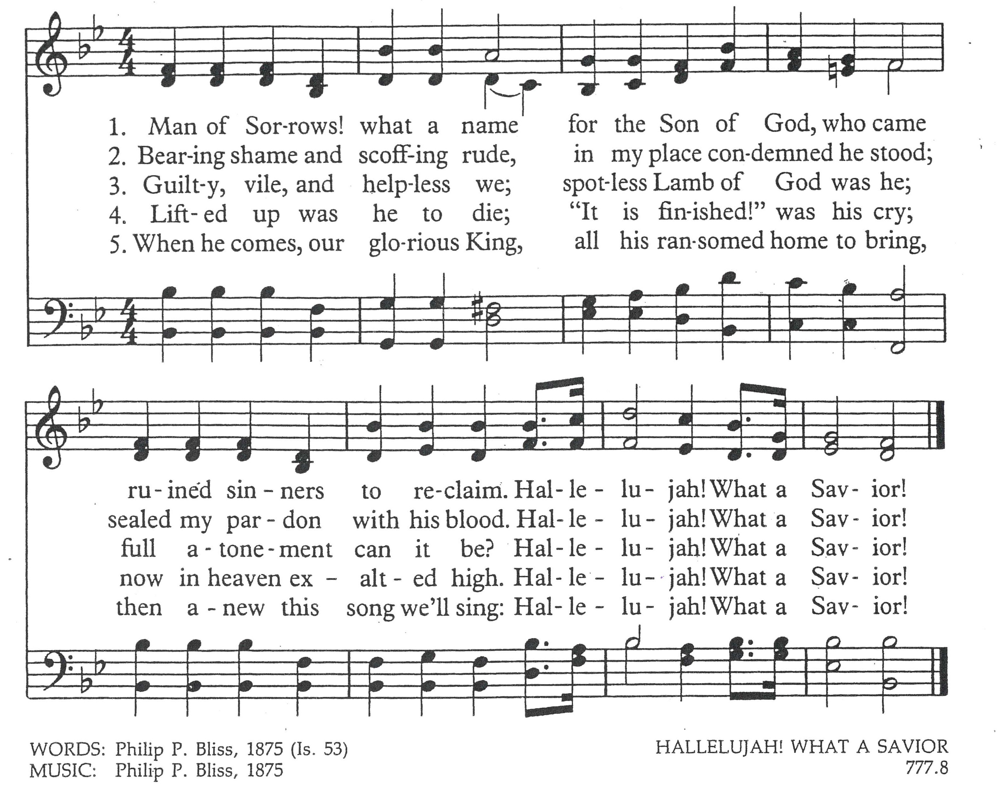 1. Man of Sor-rows! what a name for the Son of God, who came
2. Bear-ing shame and scoff-ing rude, in my place con-demned he stood;
3. Guilt-y, vile, and help-less we; spot-less Lamb of God was he;
4. Lift-ed up was he to die; “It is fin-ished!” was his cry;
5. When he comes, our glo-rious King, all his ran-somed home to bring,
ru-ined sin-ners to re-claim. Hal-le-lu-jah! What a Sav-ior!
sealed my par-don with his blood. Hal-le-lu-jah! What a Sav-ior!
full a-tone-ment can it be? Hal-le-lu-jah! What a Sav-ior!
now in heaven ex-alt-ed high. Hal-le-lu-jah! What a Sav-ior!
then a-new this song we’ll sing: Hal-le-lu-jah! What a Sav-ior!
WORDS: Philip P. Bliss, 1875 (Is. 53)
MUSIC: Philip P. Bliss, 1875
HALLELUJAH! WHAT A SAVIOR
777.8